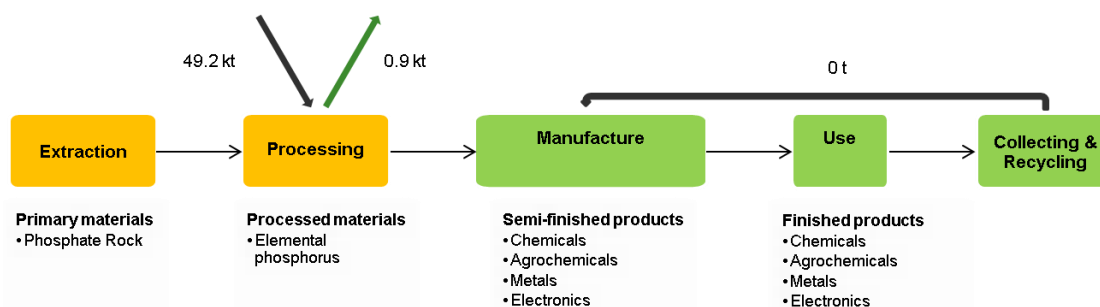 49.2 kt
0.9 kt
0 t
Extraction
Processing
Manufacture
Use
Collecting &
Recycling
Primary materials
• Phosphate Rock
Processed materials
• Elemental
phosphorus
Semi-finished products
• Chemicals
• Agrochemicals
• Metals
• Electronics
Finished products
• Chemicals
• Agrochemicals
• Metals
• Electronics